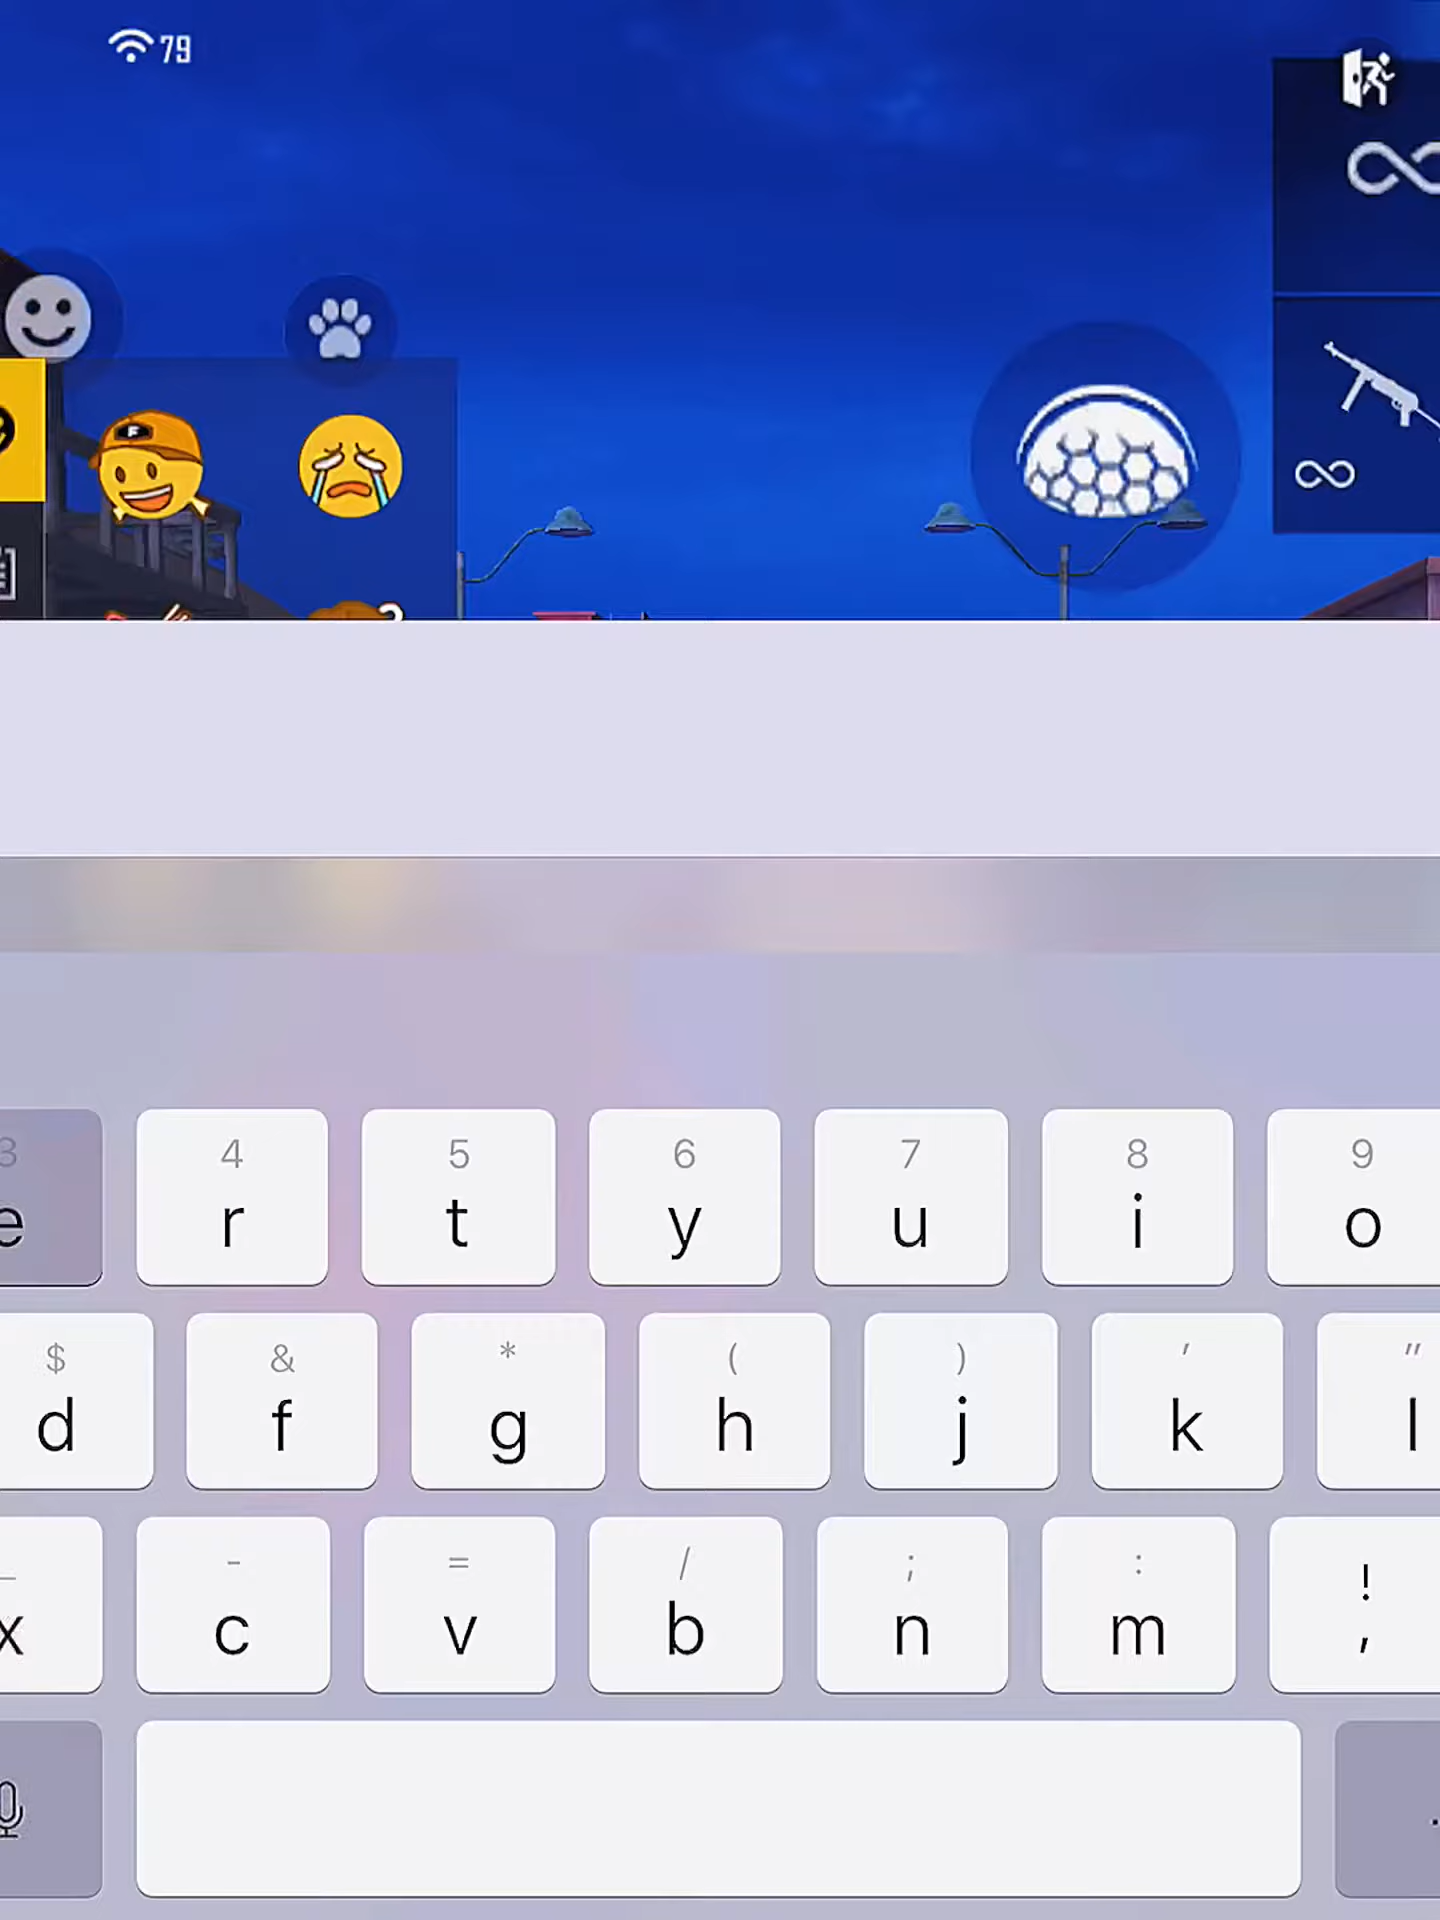 79
F
3 4 5 6 7 8 9
e r t y u i o
$ & * ( ) ' "
d f g h j k l
_ - = / ; : !
x c v b n m ,
.